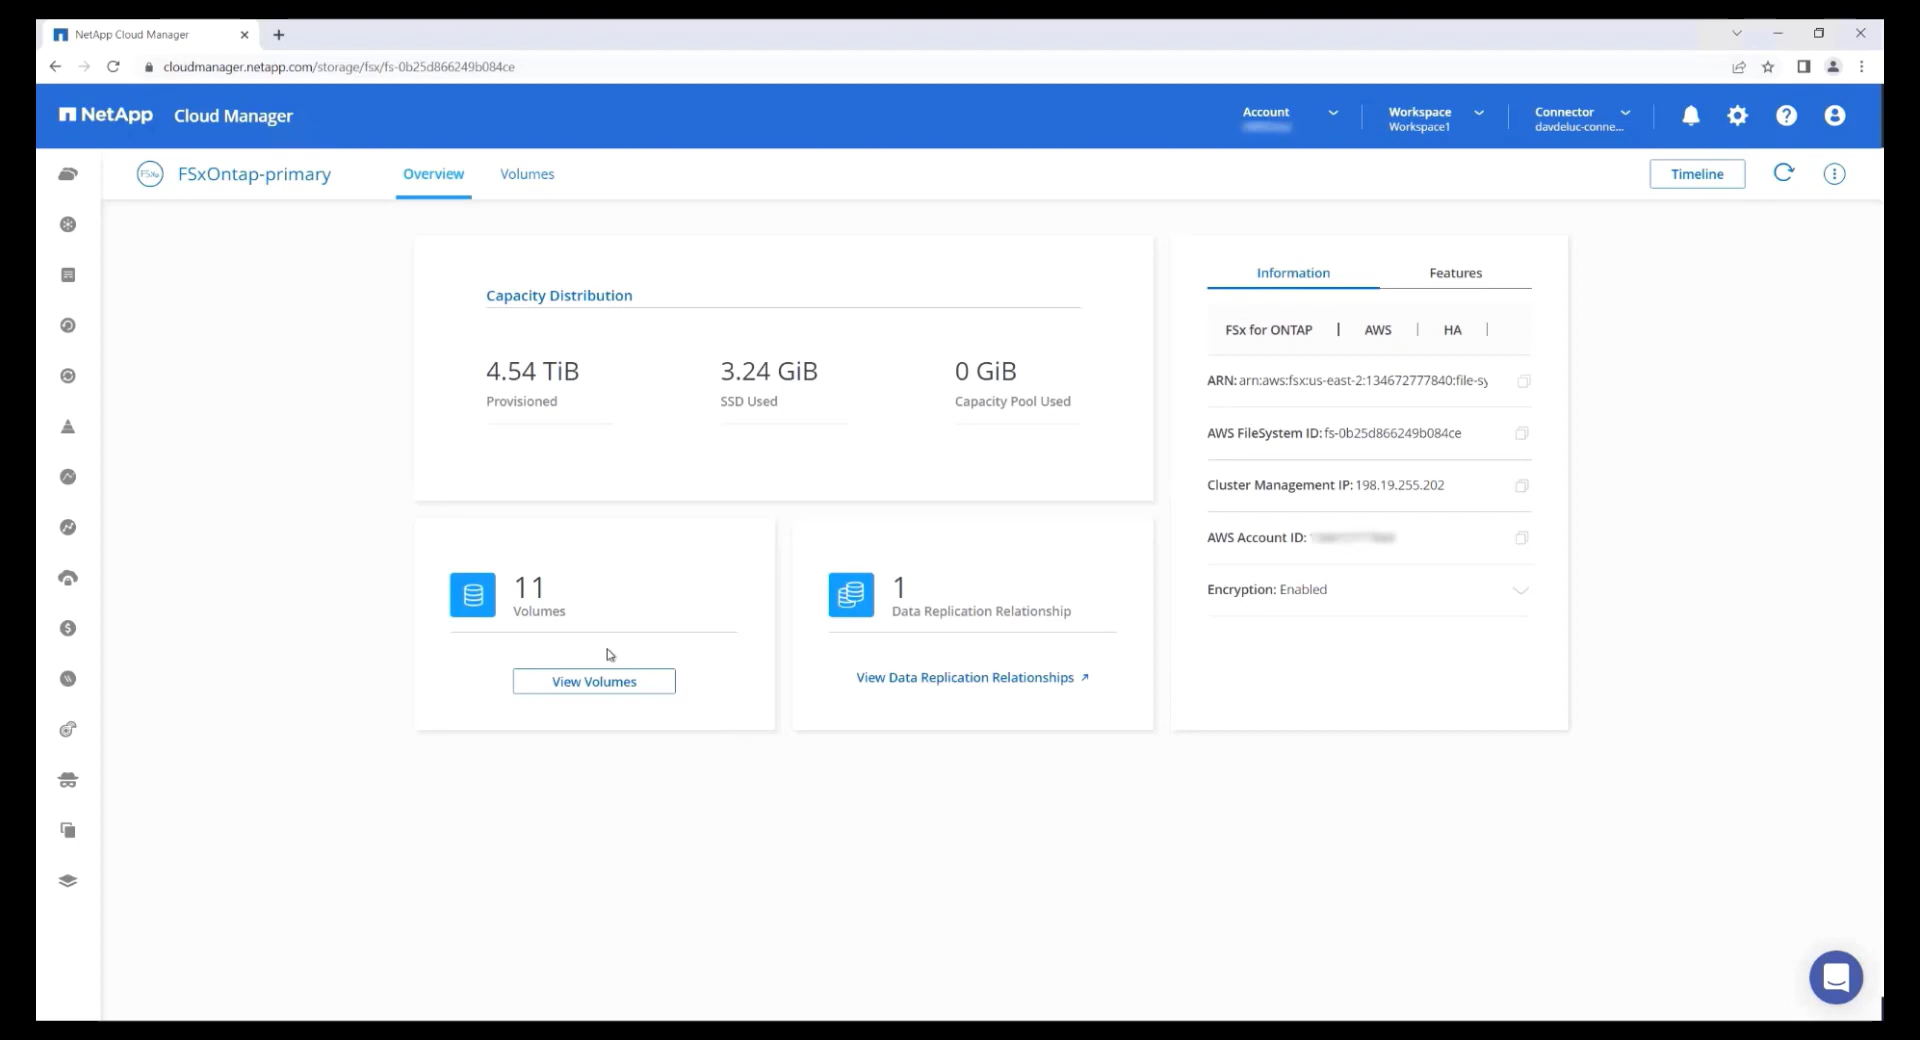 NetApp Cloud Manager
cloudmanager.netapp.com/storage/fsx/fs-0b25d866249b084ce
NetApp Cloud Manager
Account
Workspace
Workspace1
Connector
davdeluc-conne...
FSx
FSxOntap-primary
Overview
Volumes
Timeline
Capacity Distribution
4.54 TiB
Provisioned
3.24 GiB
SSD Used
0 GiB
Capacity Pool Used
11
Volumes
View Volumes
1
Data Replication Relationship
View Data Replication Relationships
Information
Features
FSx for ONTAP | AWS | HA |
ARN: arn:aws:fsx:us-east-2:134672777840:file-sy
AWS FileSystem ID: fs-0b25d866249b084ce
Cluster Management IP: 198.19.255.202
AWS Account ID:
Encryption: Enabled